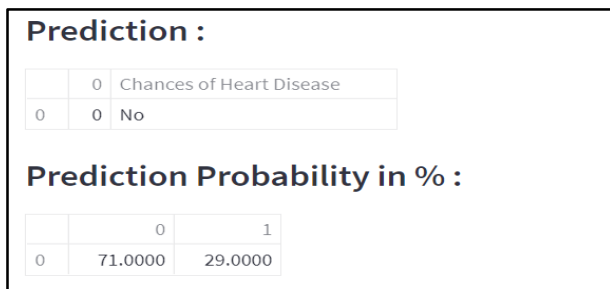 Prediction :
0 Chances of Heart Disease
0 0 No
Prediction Probability in % :
0 1
0 71.0000 29.0000